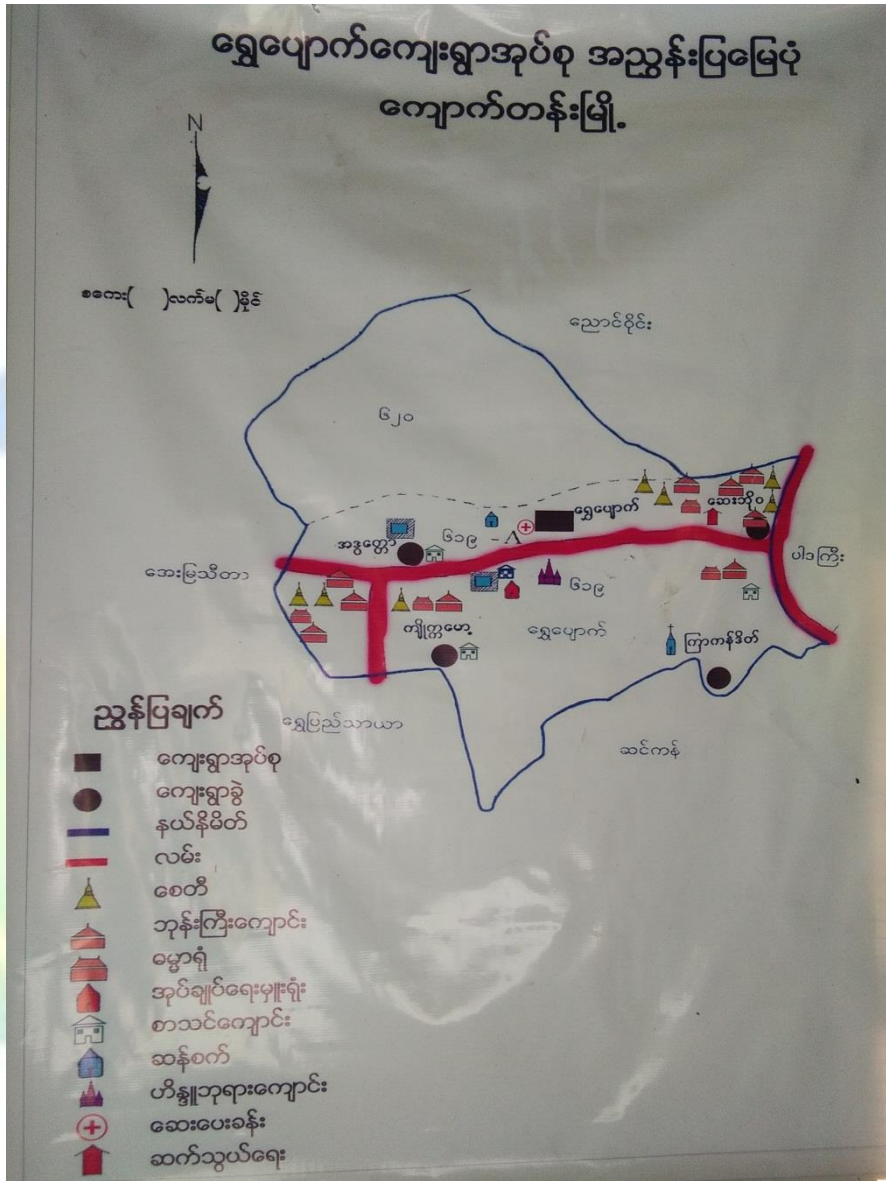 ရွှေပျောက်ကျေးရွာအုပ်စု အညွှန်းပြမြေပုံ
ကျောက်တန်းမြို့
N
စကေး( )လက်မ( )မိုင်
ညောင်ဝိုင်း
၆၂၀
ရွှေပျောက်
ဆေးဘို၀
အဒွတ္တော
၆၁၉ - A
အေးမြသီတာ
ပါဒကြီး
၆၁၉
ကျိုက္ကမော့
ရွှေပျောက်
ကြာကန်ဒိတ်
ညွှန်ပြချက်
ရွှေပြည်သာယာ
ဆင်ကန်
ကျေးရွာအုပ်စု
ကျေးရွာခွဲ
နယ်နိမိတ်
လမ်း
စေတီ
ဘုန်းကြီးကျောင်း
ဓမ္မာရုံ
အုပ်ချုပ်ရေးမှူးရုံး
စာသင်ကျောင်း
ဆန်စက်
ဟိန္ဒူဘုရားကျောင်း
ဆေးပေးခန်း
ဆက်သွယ်ရေး